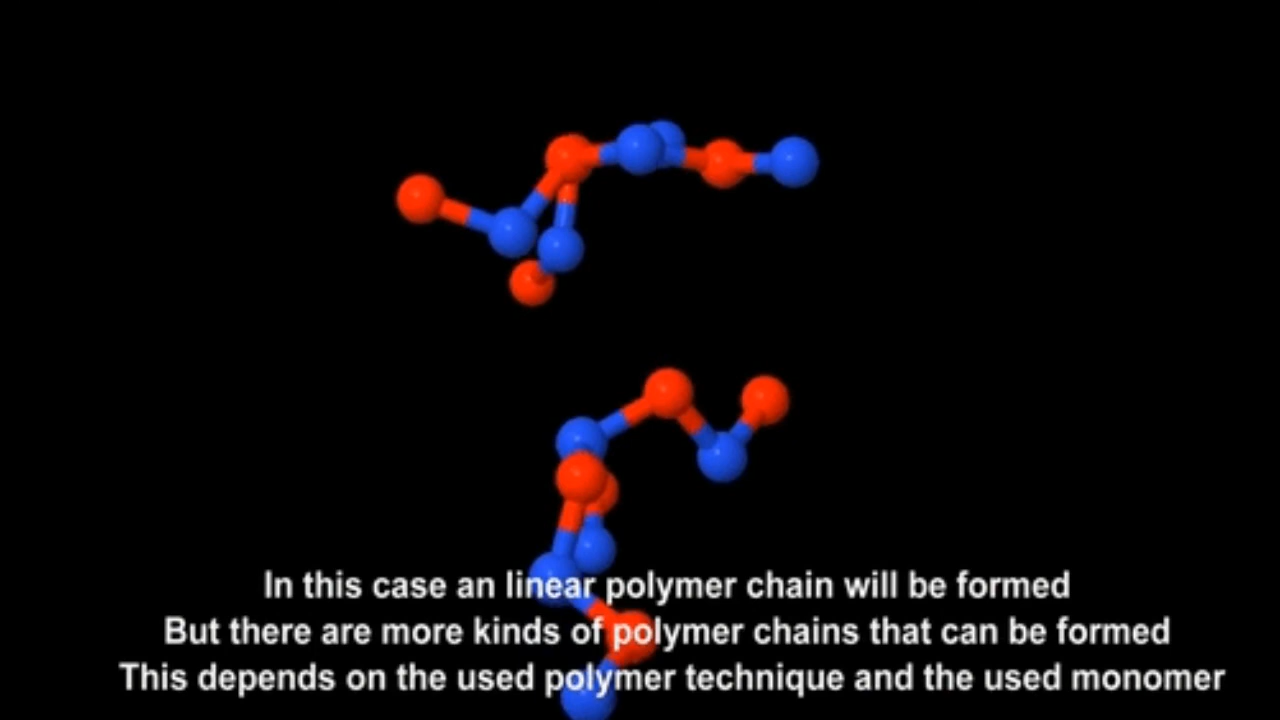 In this case an linear polymer chain will be formed
But there are more kinds of polymer chains that can be formed
This depends on the used polymer technique and the used monomer